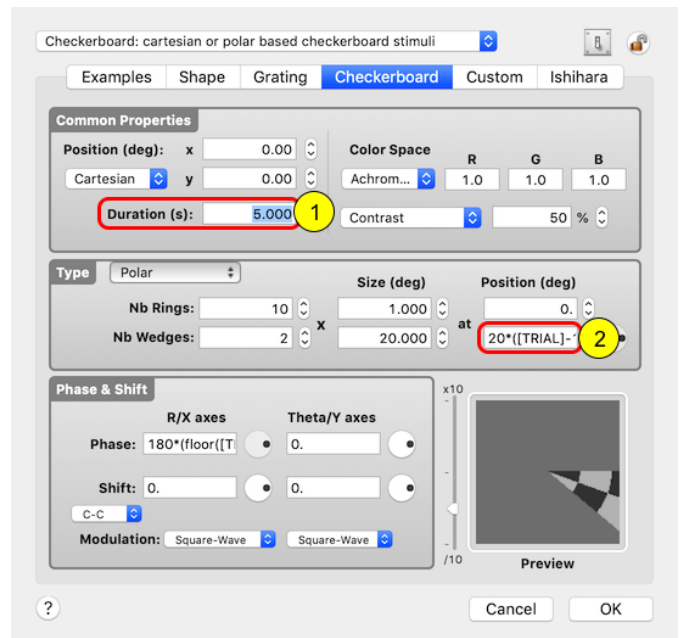 Checkerboard: cartesian or polar based checkerboard stimuli
Examples Shape Grating Checkerboard Custom Ishihara
Common Properties
Position (deg): x 0.00 Color Space R G B
Cartesian y 0.00 Achrom... 1.0 1.0 1.0
Duration (s): 5.000 1 Contrast 50 %
Type Polar Size (deg) Position (deg)
Nb Rings: 10 x 1.000 at 0.
Nb Wedges: 2 20.000 20*([TRIAL]- 2
Phase & Shift x10
R/X axes Theta/Y axes
Phase: 180*(floor([T 0.
Shift: 0. 0.
C-C
Modulation: Square-Wave Square-Wave
/10 Preview
? Cancel OK